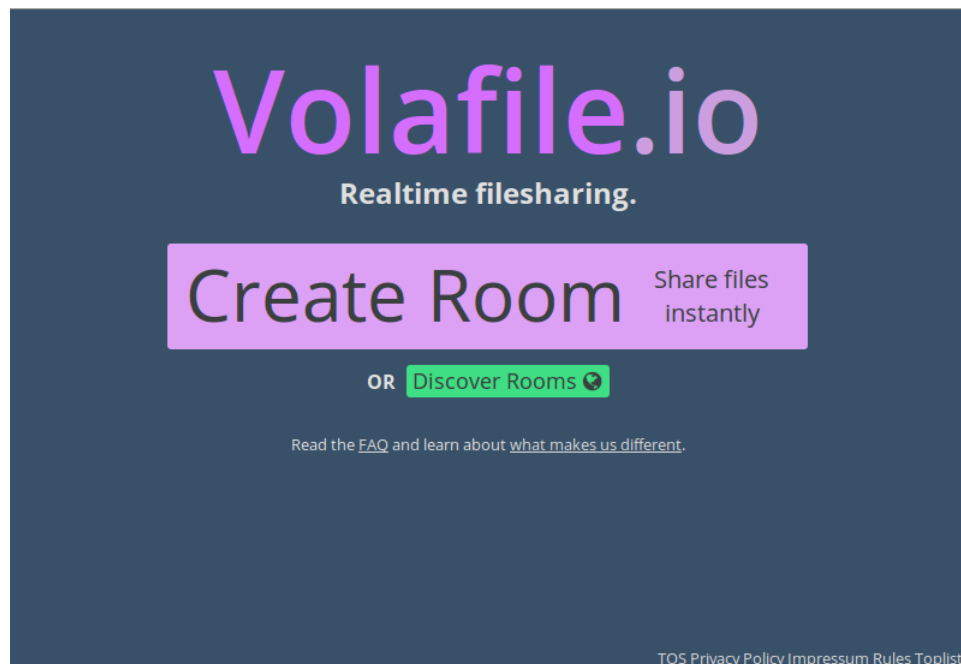 Volafile.io
Realtime filesharing.
Create Room
Share files
instantly
OR Discover Rooms
Read the FAQ and learn about what makes us different.
TOS Privacy Policy Impressum Rules Toplist